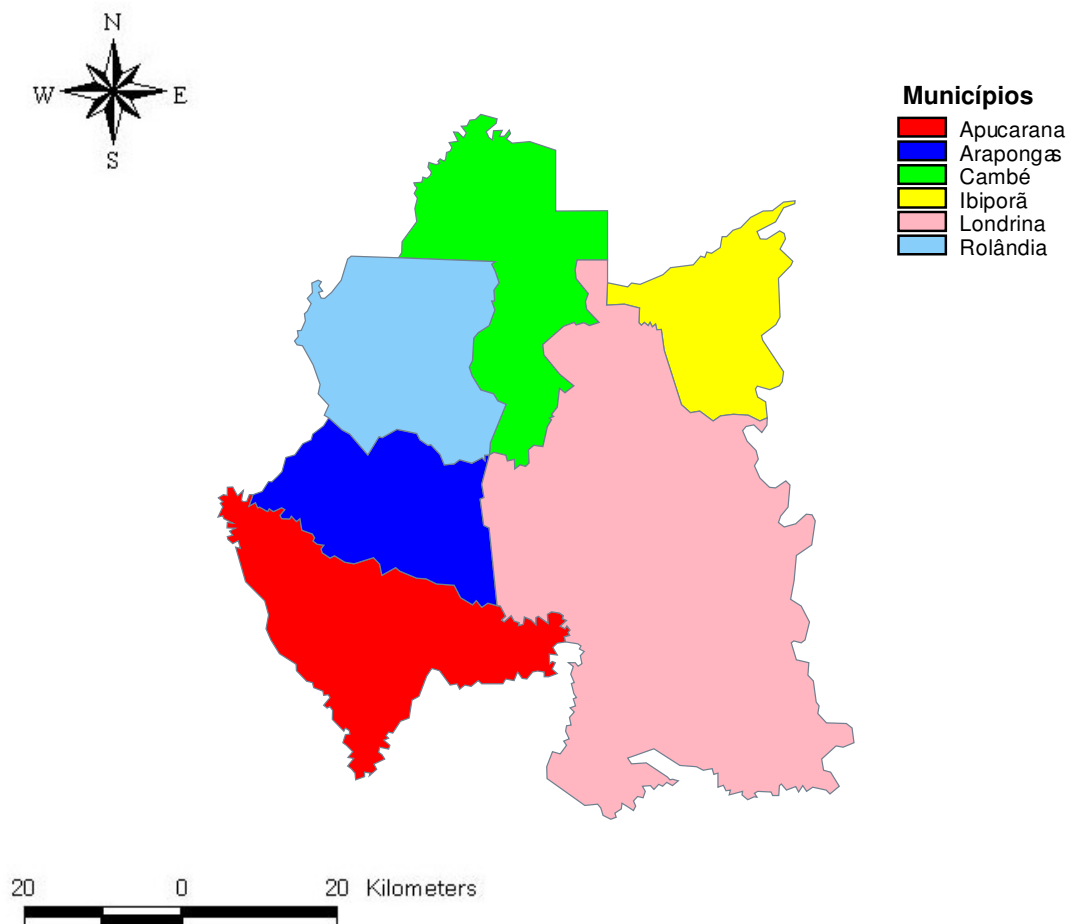 N
W E
S
Municípios
Apucarana
Arapongas
Cambé
Ibiporã
Londrina
Rolândia
20 0 20 Kilometers